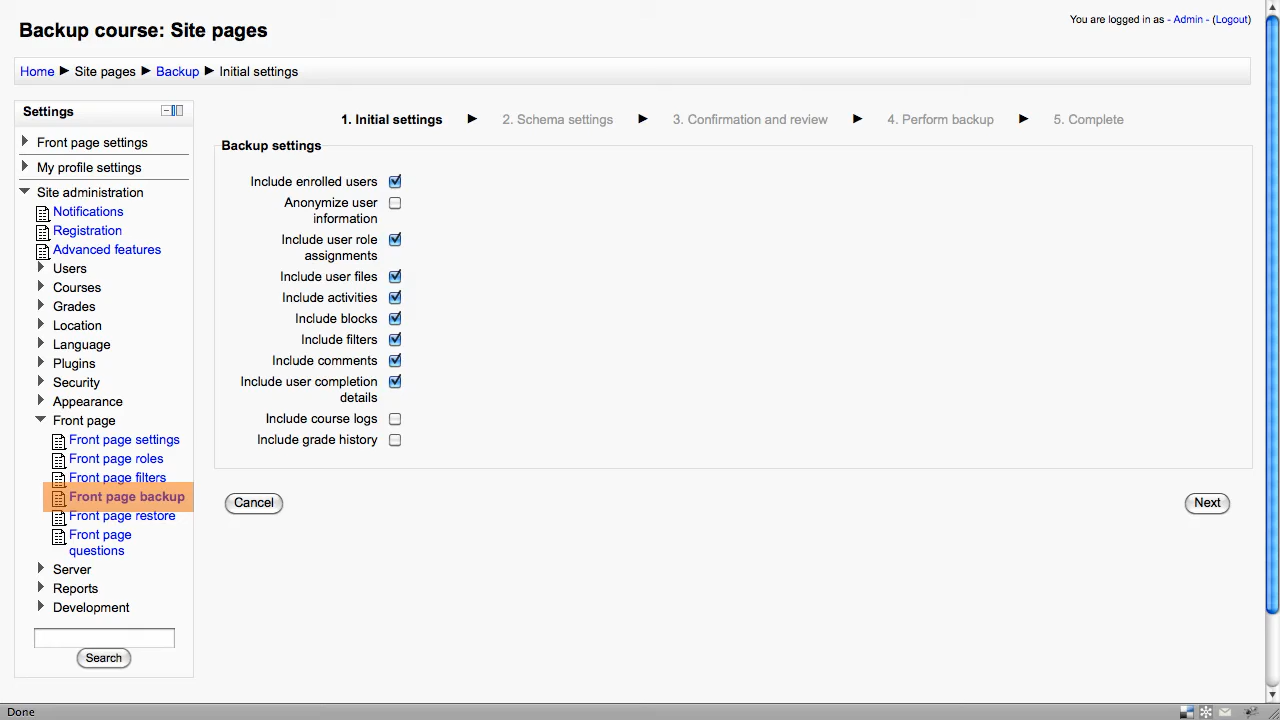 Backup course: Site pages
You are logged in as - Admin - (Logout)
Home ► Site pages ► Backup ► Initial settings
Settings
Front page settings
My profile settings
Site administration
Notifications
Registration
Advanced features
Users
Courses
Grades
Location
Language
Plugins
Security
Appearance
Front page
Front page settings
Front page roles
Front page filters
Front page backup
Front page restore
Front page
questions
Server
Reports
Development
Search
1. Initial settings ► 2. Schema settings ► 3. Confirmation and review ► 4. Perform backup ► 5. Complete
Backup settings
Include enrolled users
Anonymize user
information
Include user role
assignments
Include user files
Include activities
Include blocks
Include filters
Include comments
Include user completion
details
Include course logs
Include grade history
Cancel
Next
Done